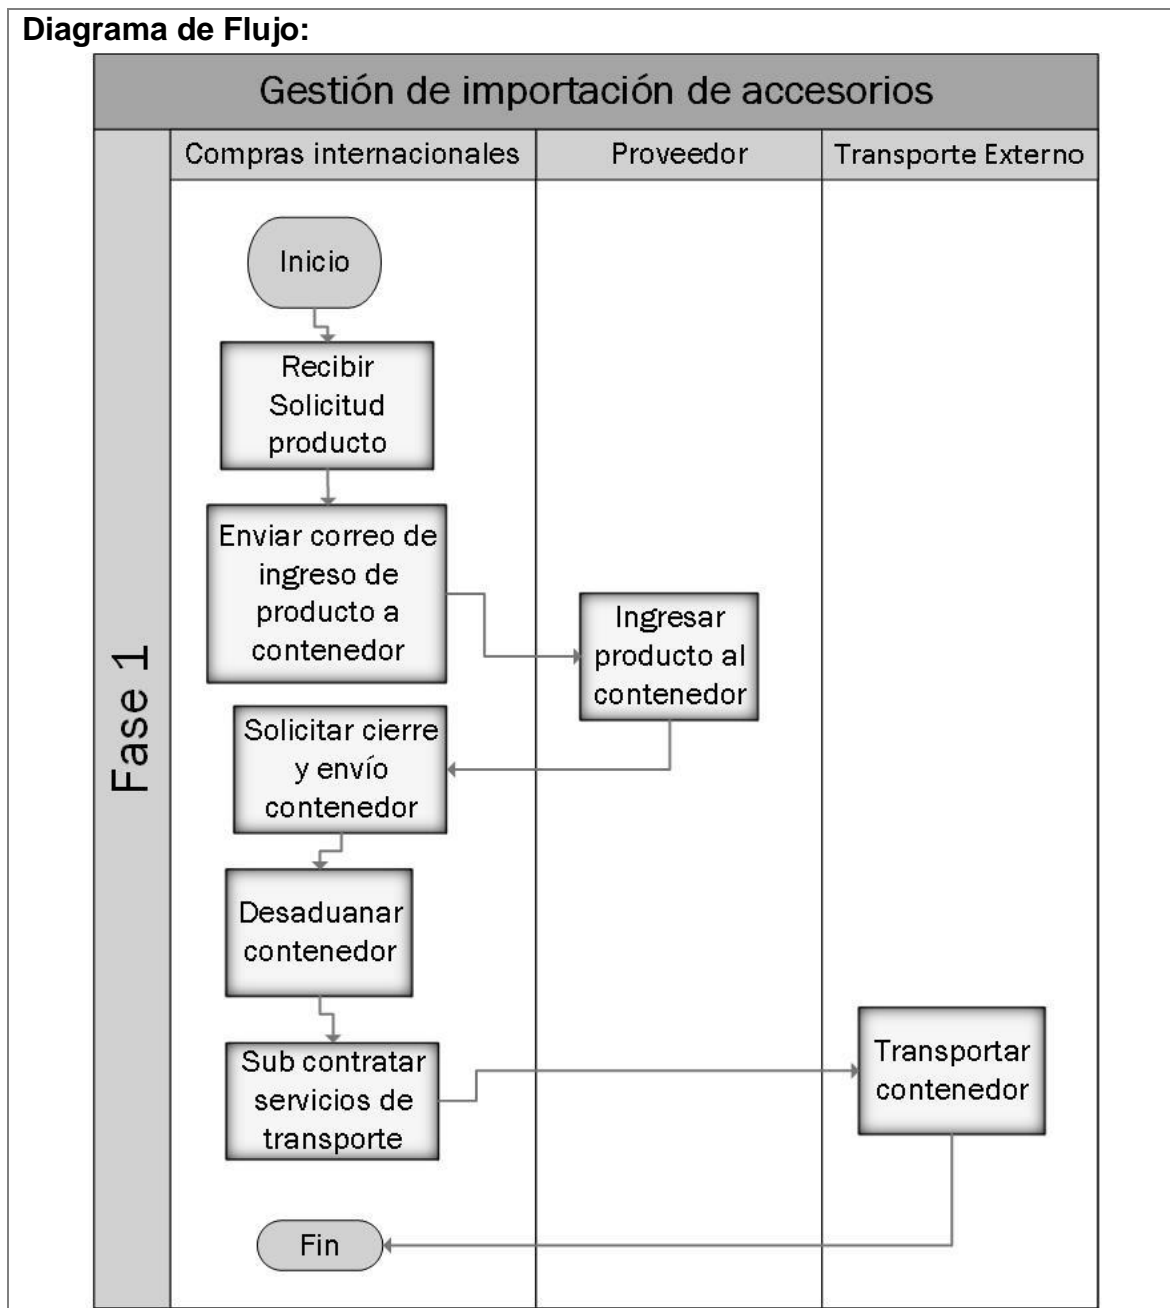 Diagrama de Flujo:
Gestión de importación de accesorios
Compras internacionales
Proveedor
Transporte Externo
Fase 1
Inicio
Recibir
Solicitud
producto
Enviar correo de
ingreso de
producto a
contenedor
Ingresar
producto al
contenedor
Solicitar cierre
y envío
contenedor
Desaduanar
contenedor
Sub contratar
servicios de
transporte
Transportar
contenedor
Fin